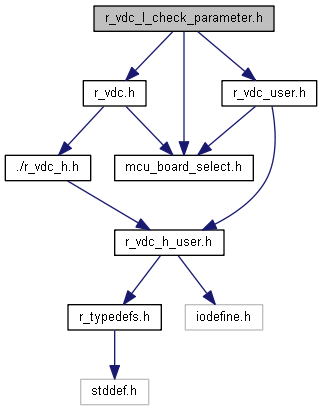 r_vdc_l_check_parameter.h
r_vdc.h
r_vdc_user.h
./r_vdc_h.h
mcu_board_select.h
r_vdc_h_user.h
r_typedefs.h
iodefine.h
stddef.h